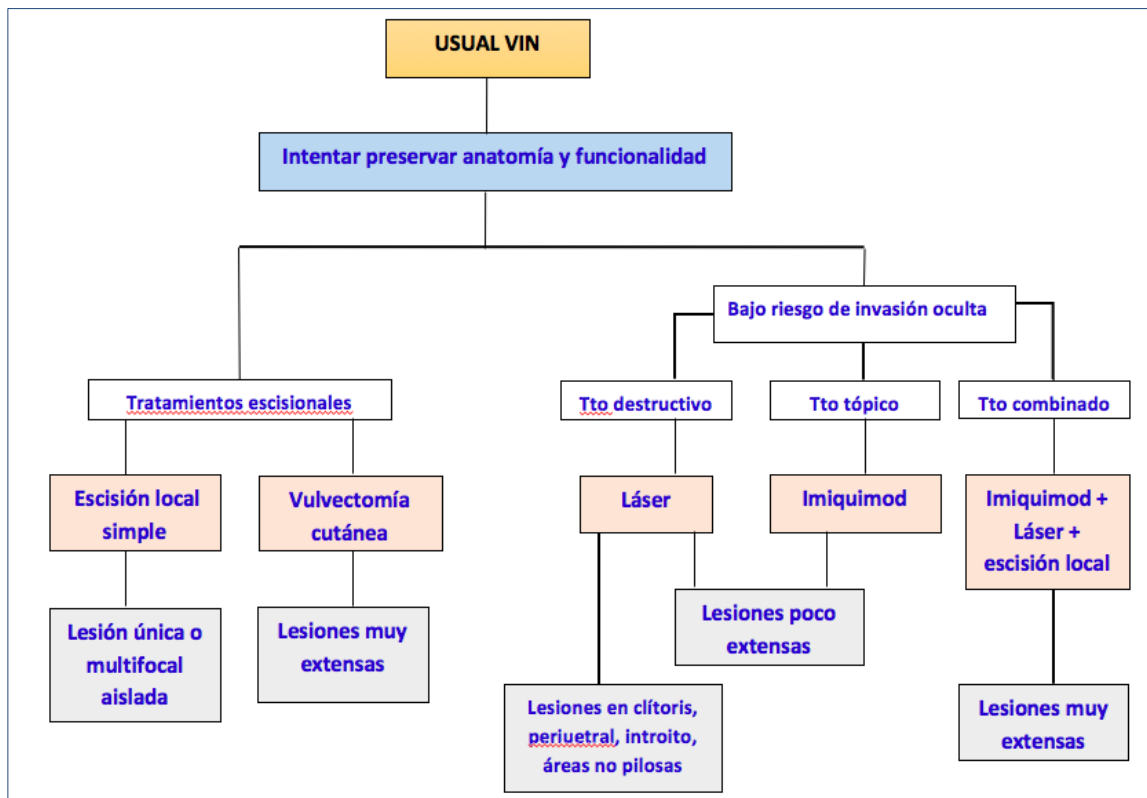 USUAL VIN
Intentar preservar anatomía y funcionalidad
Bajo riesgo de invasión oculta
Tratamientos escisionales
Tto destructivo
Tto tópico
Tto combinado
Escisión local
simple
Vulvectomía
cutánea
Láser
Imiquimod
Imiquimod +
Láser +
escisión local
Lesión única o
multifocal
aislada
Lesiones muy
extensas
Lesiones poco
extensas
Lesiones en clítoris,
periuetral, introito,
áreas no pilosas
Lesiones muy
extensas